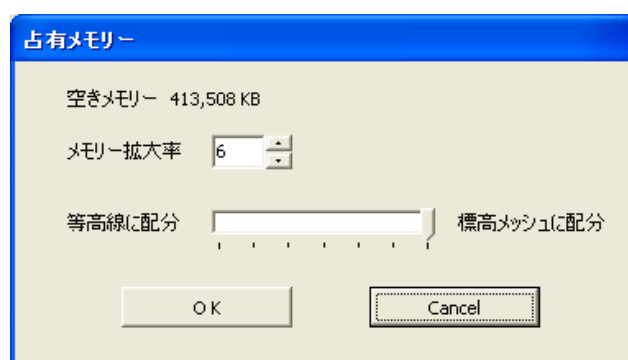 占有メモリー
空きメモリー 413,508 KB
メモリー拡大率 6
等高線に配分 標高メッシュに配分
OK Cancel